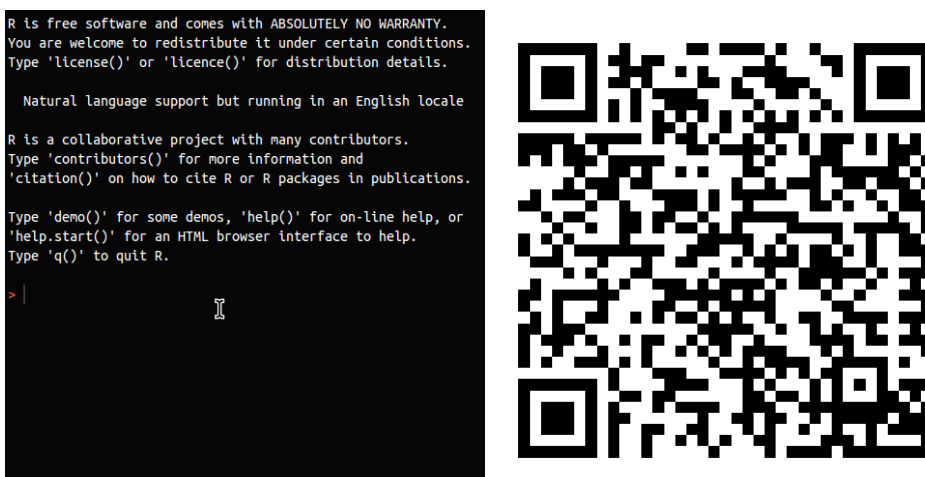 R is free software and comes with ABSOLUTELY NO WARRANTY.
You are welcome to redistribute it under certain conditions.
Type 'license()' or 'licence()' for distribution details.
Natural language support but running in an English locale
R is a collaborative project with many contributors.
Type 'contributors()' for more information and
'citation()' on how to cite R or R packages in publications.
Type 'demo()' for some demos, 'help()' for on-line help, or
'help.start()' for an HTML browser interface to help.
Type 'q()' to quit R.
>